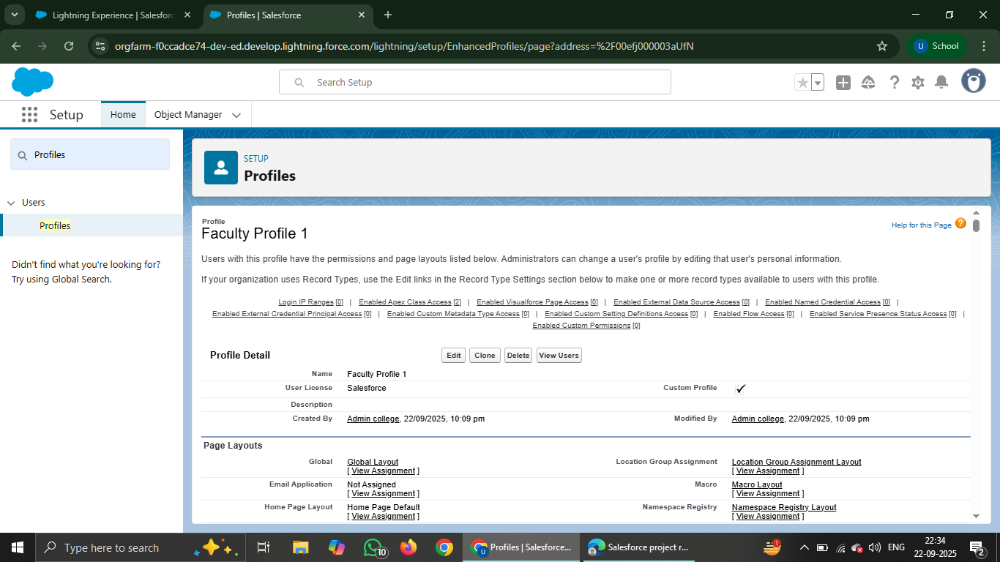 Lightning Experience | Salesforc
Profiles | Salesforce
orgfarm-f0ccadce74-dev-ed.develop.lightning.force.com/lightning/setup/EnhancedProfiles/page?address=%2F00efj000003aUfN
U School
Search Setup
Setup Home Object Manager
Profiles
Users
Profiles
Didn't find what you're looking for?
Try using Global Search.
SETUP
Profiles
Profile
Faculty Profile 1
Help for this Page ?
Users with this profile have the permissions and page layouts listed below. Administrators can change a user's profile by editing that user's personal information.
If your organization uses Record Types, use the Edit links in the Record Type Settings section below to make one or more record types available to users with this profile.
Login IP Ranges [0] | Enabled Apex Class Access [2] | Enabled Visualforce Page Access [0] | Enabled External Data Source Access [0] | Enabled Named Credential Access [0] |
Enabled External Credential Principal Access [0] | Enabled Custom Metadata Type Access [0] | Enabled Custom Setting Definitions Access [0] | Enabled Flow Access [0] | Enabled Service Presence Status Access [0] |
Enabled Custom Permissions [0]
Profile Detail Edit Clone Delete View Users
Name Faculty Profile 1
User License Salesforce Custom Profile
Description
Created By Admin college, 22/09/2025, 10:09 pm Modified By Admin college, 22/09/2025, 10:09 pm
Page Layouts
Global Global Layout Location Group Assignment Location Group Assignment Layout
[ View Assignment ] [ View Assignment ]
Email Application Not Assigned Macro Macro Layout
[ View Assignment ] [ View Assignment ]
Home Page Layout Home Page Default Namespace Registry Namespace Registry Layout
[ View Assignment ] [ View Assignment ]
Type here to search
10
U
Profiles | Salesforce...
Salesforce project r...
1
ENG
22:34
22-09-2025
2